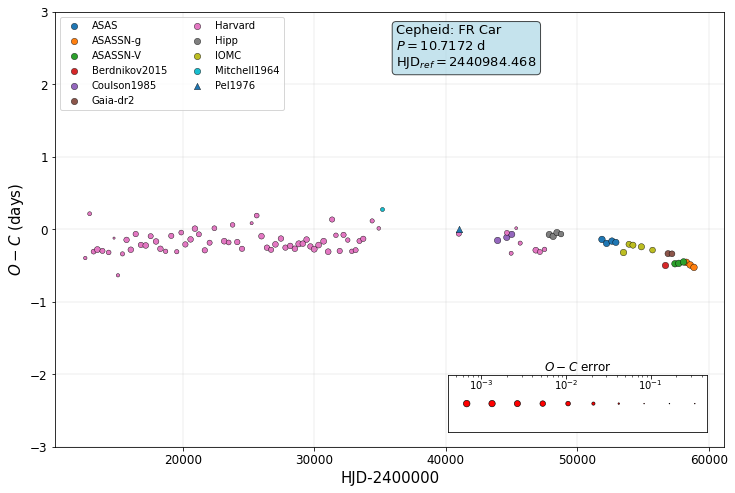 ASAS
ASASSN-g
ASASSN-V
Berdnikov2015
Coulson1985
Gaia-dr2
Harvard
Hipp
IOMC
Mitchell1964
Pel1976
Cepheid: FR Car
P = 10.7172 d
HJD_ref = 2440984.468
3
2
1
0
−1
−2
−3
O − C (days)
O − C error
10⁻³ 10⁻² 10⁻¹
20000 30000 40000 50000 60000
HJD-2400000